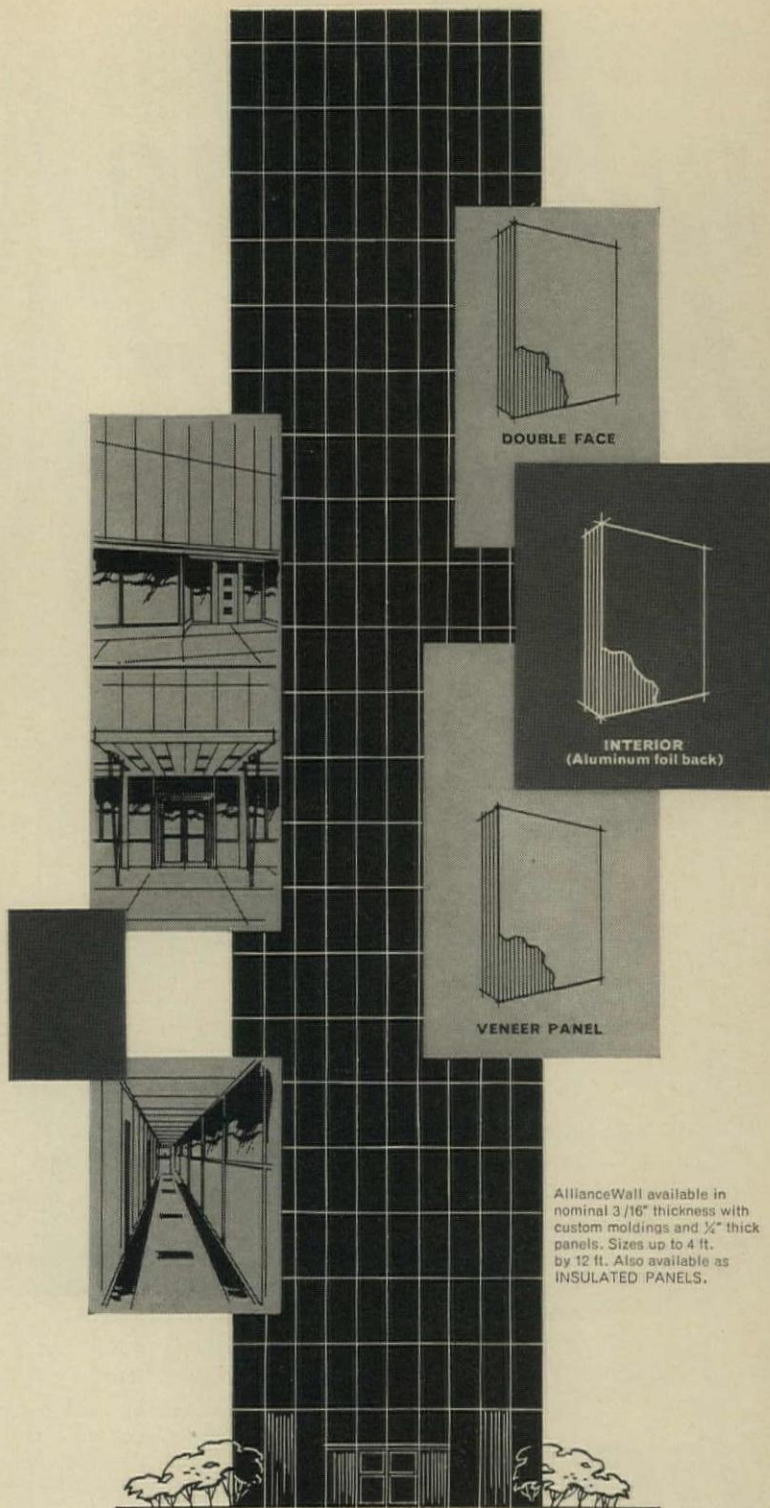 DOUBLE FACE
INTERIOR
(Aluminum foil back)
VENEER PANEL
AllianceWall available in
nominal 3/16" thickness with
custom moldings and ¼" thick
panels. Sizes up to 4 ft.
by 12 ft. Also available as
INSULATED PANELS.